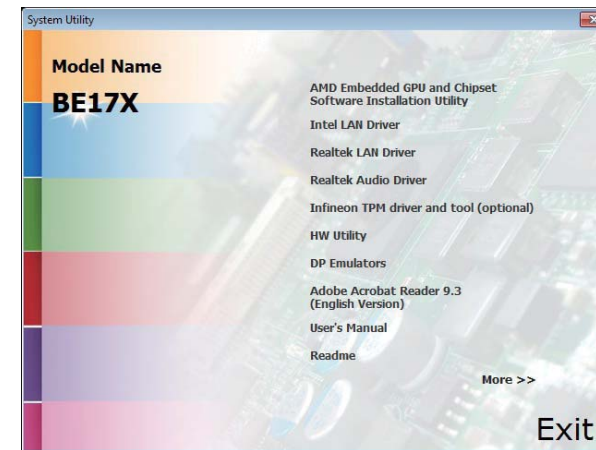 System Utility
Model Name
BE17X
AMD Embedded GPU and Chipset
Software Installation Utility
Intel LAN Driver
Realtek LAN Driver
Realtek Audio Driver
Infineon TPM driver and tool (optional)
HW Utility
DP Emulators
Adobe Acrobat Reader 9.3
(English Version)
User's Manual
Readme
More >>
Exit